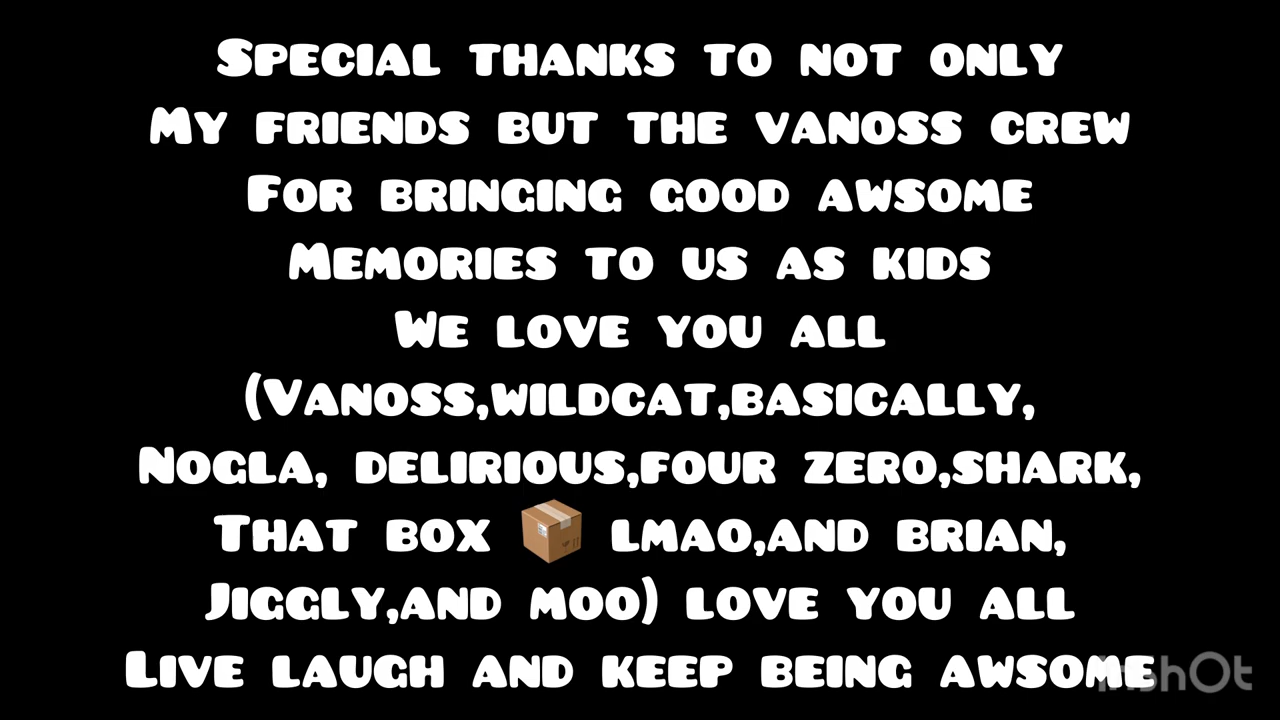 Special thanks to not only
My friends but the vanoss crew
For bringing good awsome
Memories to us as kids
We love you all
(Vanoss,wildcat,basically,
Nogla, delirious,four zero,shark,
That box 📦 lmao,and brian,
Jiggly,and moo) love you all
Live laugh and keep being awsome
InShOt